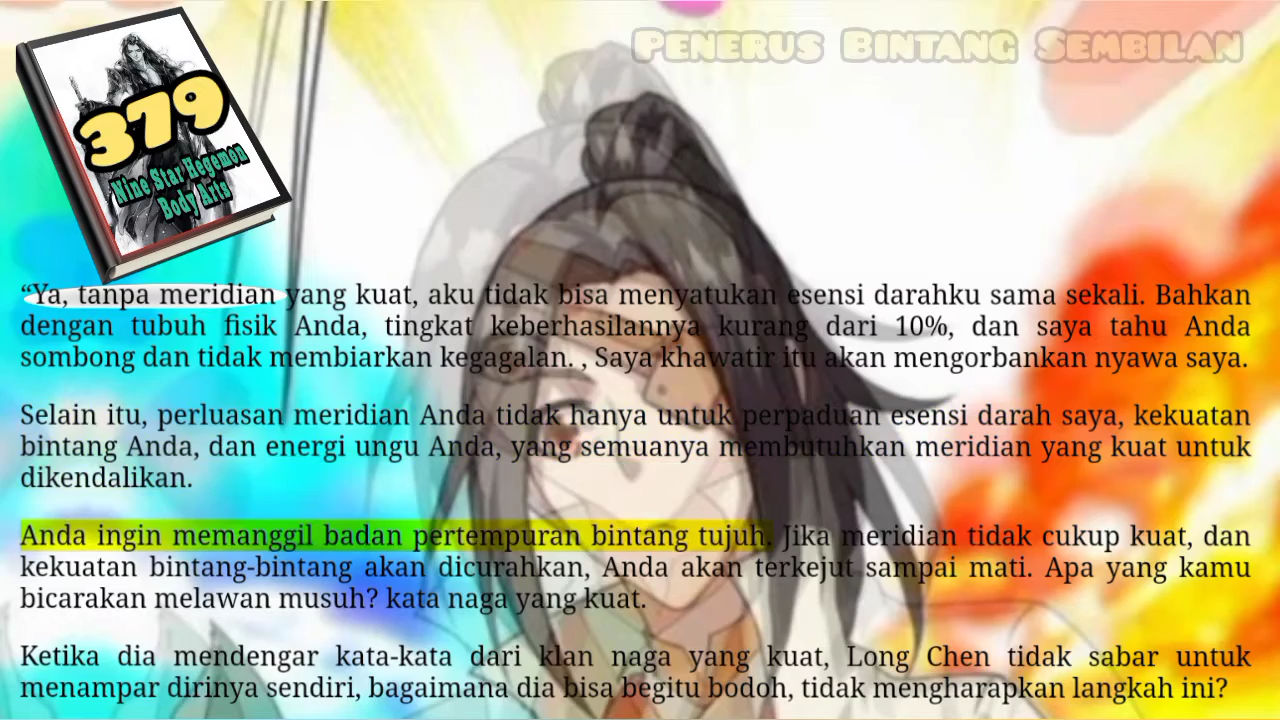 Penerus Bintang Sembilan
379
Nine Star Hegemon
Body Arts
“Ya, tanpa meridian yang kuat, aku tidak bisa menyatukan esensi darahku sama sekali. Bahkan
dengan tubuh fisik Anda, tingkat keberhasilannya kurang dari 10%, dan saya tahu Anda
sombong dan tidak membiarkan kegagalan. , Saya khawatir itu akan mengorbankan nyawa saya.
Selain itu, perluasan meridian Anda tidak hanya untuk perpaduan esensi darah saya, kekuatan
bintang Anda, dan energi ungu Anda, yang semuanya membutuhkan meridian yang kuat untuk
dikendalikan.
Anda ingin memanggil badan pertempuran bintang tujuh. Jika meridian tidak cukup kuat, dan
kekuatan bintang-bintang akan dicurahkan, Anda akan terkejut sampai mati. Apa yang kamu
bicarakan melawan musuh? kata naga yang kuat.
Ketika dia mendengar kata-kata dari klan naga yang kuat, Long Chen tidak sabar untuk
menampar dirinya sendiri, bagaimana dia bisa begitu bodoh, tidak mengharapkan langkah ini?